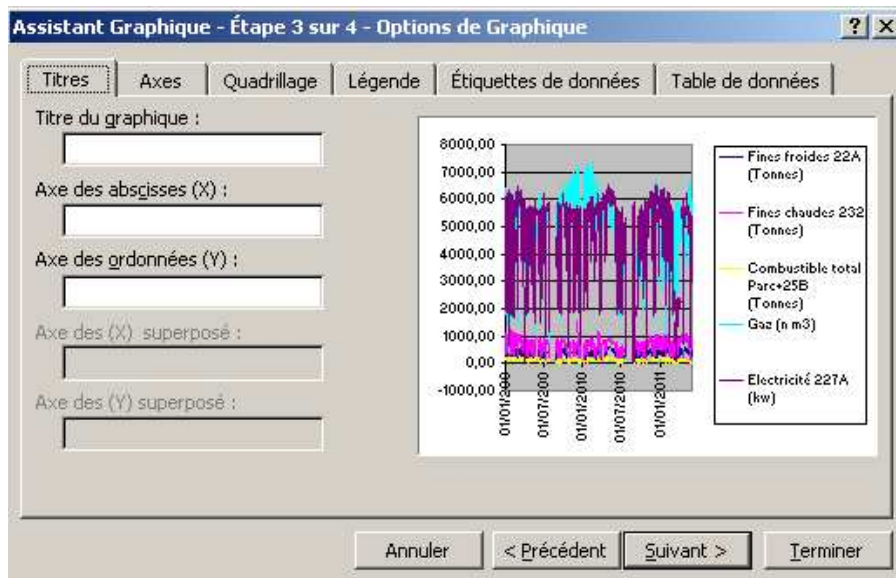 Assistant Graphique - Étape 3 sur 4 - Options de Graphique
Titres
Axes
Quadrillage
Légende
Étiquettes de données
Table de données
Titre du graphique :
Axe des abscisses (X) :
Axe des ordonnées (Y) :
Axe des (X) superposé :
Axe des (Y) superposé :
8000,00
7000,00
6000,00
5000,00
4000,00
3000,00
2000,00
1000,00
0,00
-1000,00
01/01/200
01/07/200
01/01/2010
01/07/2010
01/01/2011
Fines froides 22A
(Tonnes)
Fines chaudes 232
(Tonnes)
Combustible total
Parc+25B
(Tonnes)
Gaz (n m3)
Electricité 227A
(kw)
Annuler
< Précédent
Suivant >
Terminer